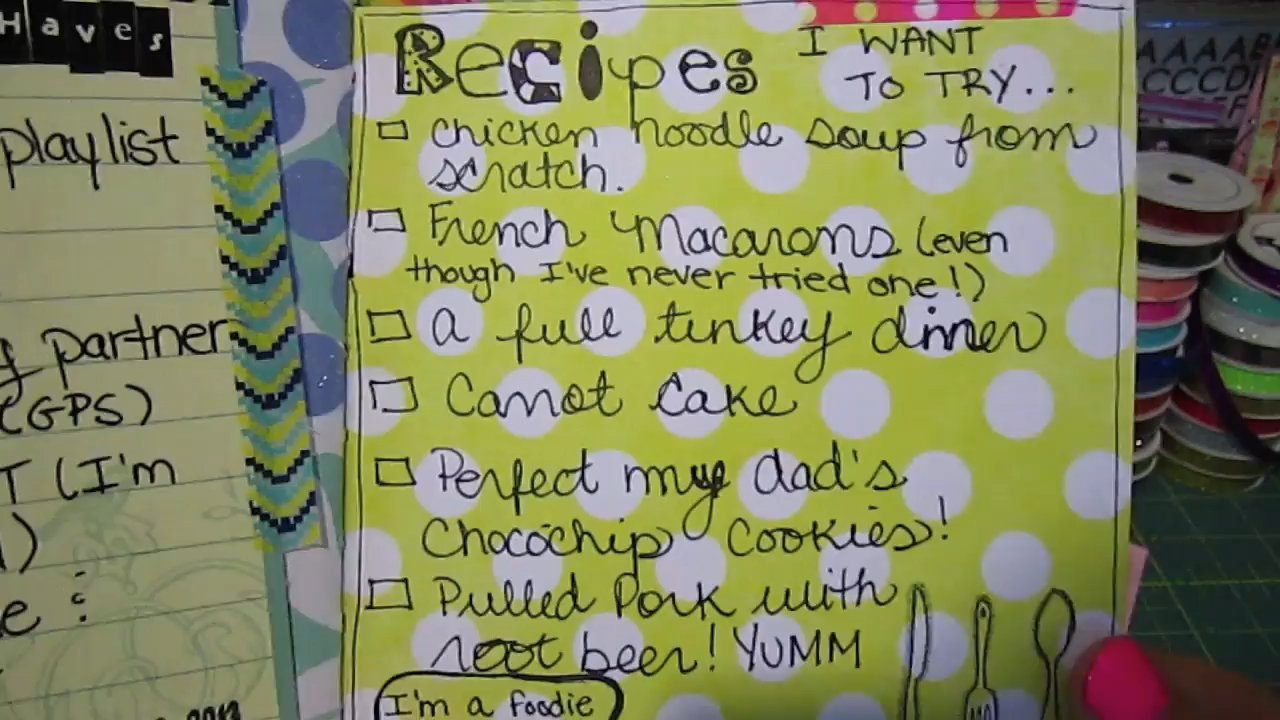 Haves
playlist
partner
(GPS)
T (I'm
)
e :
Recipes I WANT
TO TRY...
chicken noodle soup from
scratch.
French Macarons (even
though I've never tried one!)
A full turkey dinner
Carrot Cake
Perfect my dad's
Chocochip Cookies!
Pulled Pork with
root beer! YUMM
I'm a foodie
AAAAB
CCCD